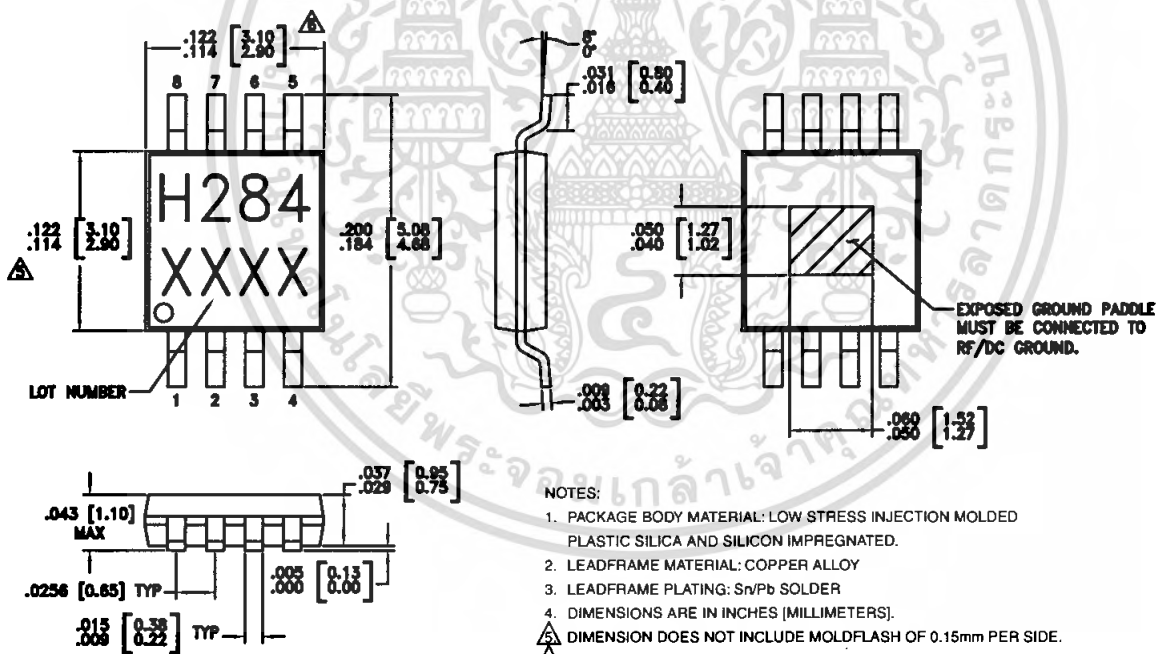 .122 [3.10]
.114 [2.90]
6
8 7 6 5
H284
XXXX
.122 [3.10]
.114 [2.90]
5
.200 [5.08]
.184 [4.68]
LOT NUMBER
1 2 3 4
0°
.031 [0.80]
.016 [0.40]
.009 [0.22]
.003 [0.08]
.050 [1.27]
.040 [1.02]
EXPOSED GROUND PADDLE
MUST BE CONNECTED TO
RF/DC GROUND.
.060 [1.52]
.050 [1.27]
.043 [1.10]
MAX
.037 [0.95]
.029 [0.75]
.0256 [0.65] TYP
.005 [0.13]
.000 [0.00]
.015 [0.38]
.009 [0.22] TYP
NOTES:
1. PACKAGE BODY MATERIAL: LOW STRESS INJECTION MOLDED
PLASTIC SILICA AND SILICON IMPREGNATED.
2. LEADFRAME MATERIAL: COPPER ALLOY
3. LEADFRAME PLATING: Sn/Pb SOLDER
4. DIMENSIONS ARE IN INCHES [MILLIMETERS].
5 DIMENSION DOES NOT INCLUDE MOLDFLASH OF 0.15mm PER SIDE.